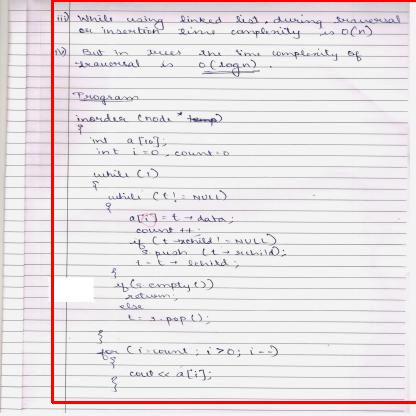 iii) While using linked list, during traversal
or insertion time complexity is O(n)
iv) But in trees the time complexity of
traversal is O(logn).
Program
inorder (node *temp)
{
int a[10];
int i=0, count=0
while (1)
{
while (t != NULL)
{
a[i] = t → data;
count ++;
if (t → rchild != NULL)
s. push (t → rchild);
t = t → lchild;
}
if (s.empty())
return;
else
t = s.pop();
}
}
for (i=count; i>0; i--)
{
cout << a[i];
}